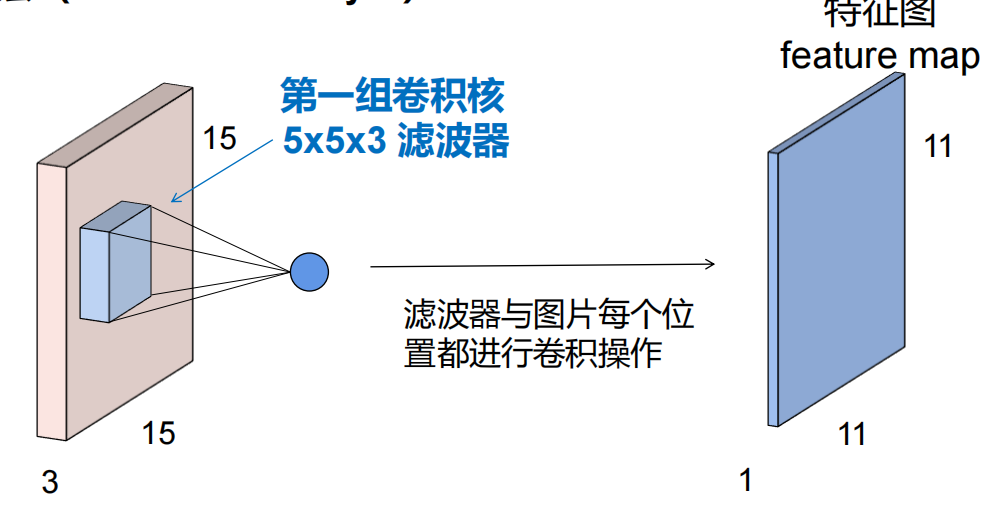 特征图
feature map
第一组卷积核
5x5x3 滤波器
15
11
滤波器与图片每个位
置都进行卷积操作
15
11
3
1